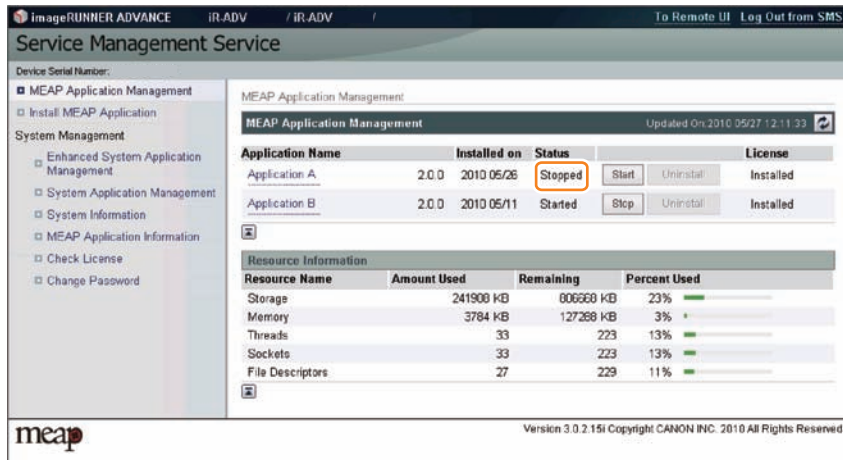 imageRUNNER ADVANCE iR-ADV / iR-ADV / To Remote UI Log Out from SMS
Service Management Service
Device Serial Number:
MEAP Application Management
Install MEAP Application
System Management
Enhanced System Application
Management
System Application Management
System Information
MEAP Application Information
Check License
Change Password
MEAP Application Management
MEAP Application Management Updated On:2010 05/27 12:11:33
Application Name Installed on Status License
Application A 2.0.0 2010 05/26 Stopped Start Uninstall Installed
Application B 2.0.0 2010 05/11 Started Stop Uninstall Installed
Resource Information
Resource Name Amount Used Remaining Percent Used
Storage 241908 KB 806668 KB 23%
Memory 3784 KB 127288 KB 3%
Threads 33 223 13%
Sockets 33 223 13%
File Descriptors 27 229 11%
meap
Version 3.0.2.15i Copyright CANON INC. 2010 All Rights Reserved